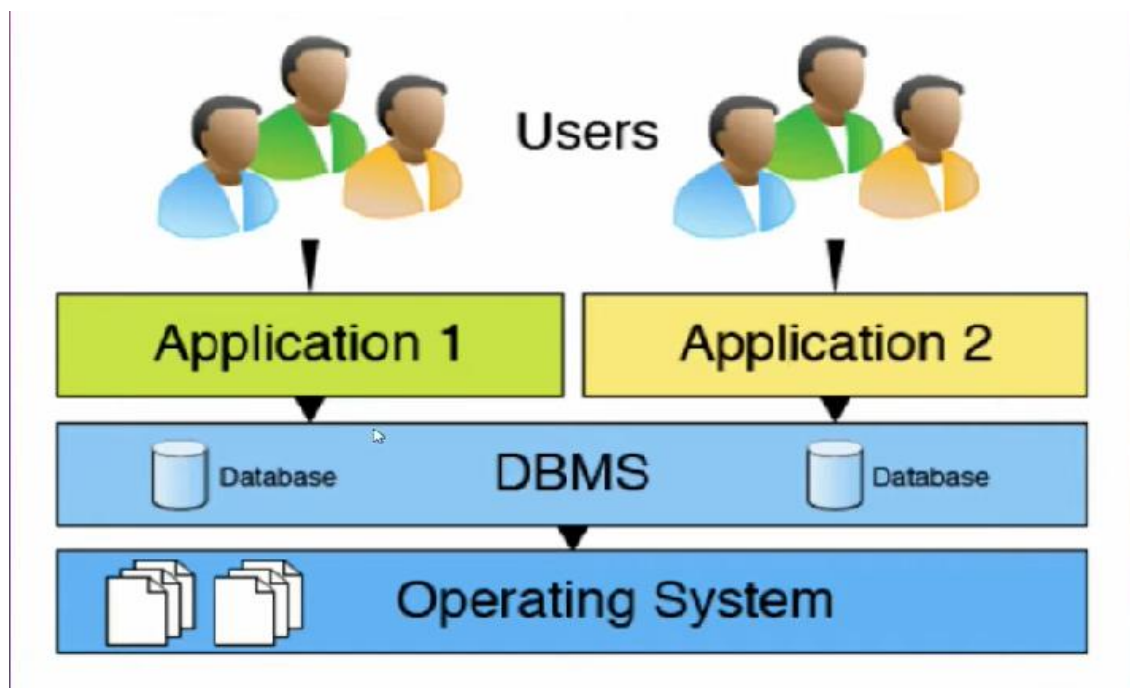 Users
Application 1
Application 2
Database
DBMS
Database
Operating System